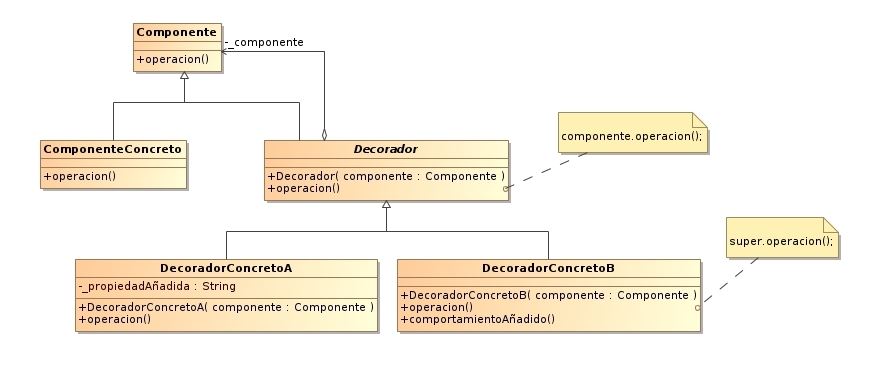 Componente
-_componente
+operacion()
ComponenteConcreto
+operacion()
Decorador
+Decorador( componente : Componente )
+operacion()
componente.operacion();
DecoradorConcretoA
-_propiedadAñadida : String
+DecoradorConcretoA( componente : Componente )
+operacion()
DecoradorConcretoB
+DecoradorConcretoB( componente : Componente )
+operacion()
+comportamientoAñadido()
super.operacion();